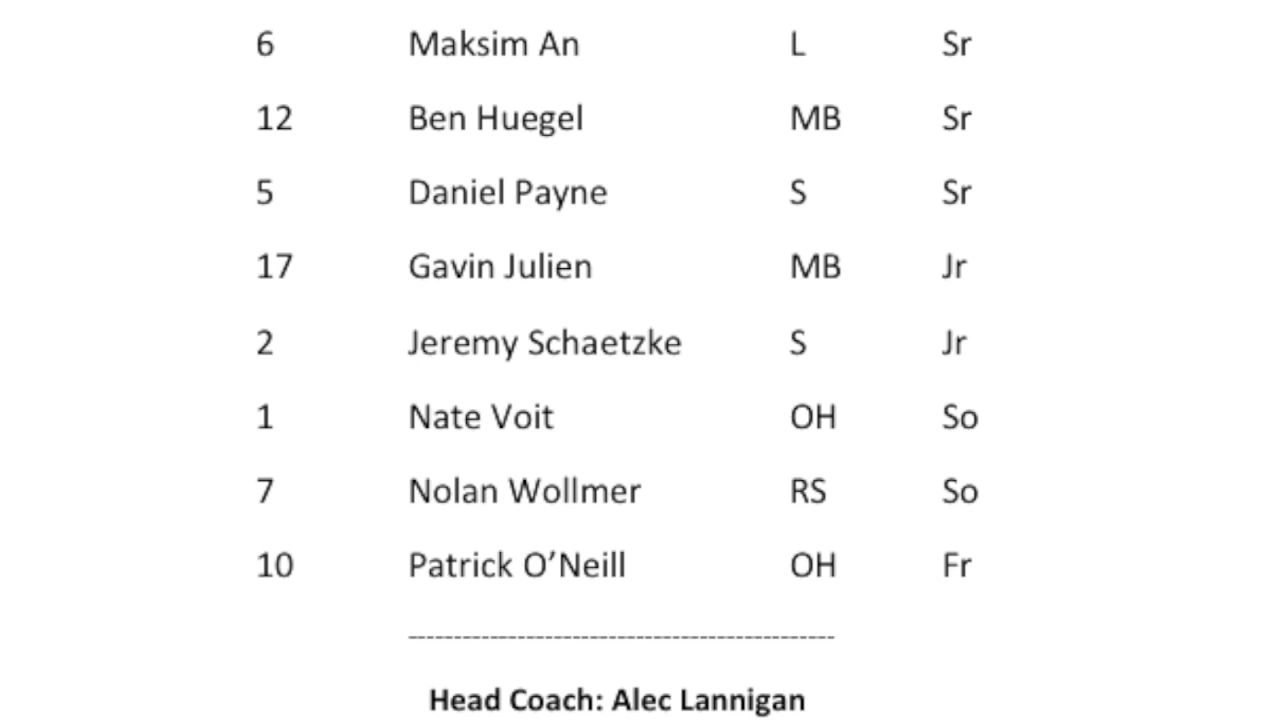 6 Maksim An L Sr
12 Ben Huegel MB Sr
5 Daniel Payne S Sr
17 Gavin Julien MB Jr
2 Jeremy Schaetzke S Jr
1 Nate Voit OH So
7 Nolan Wollmer RS So
10 Patrick O’Neill OH Fr
----------------------------------------------
Head Coach: Alec Lannigan